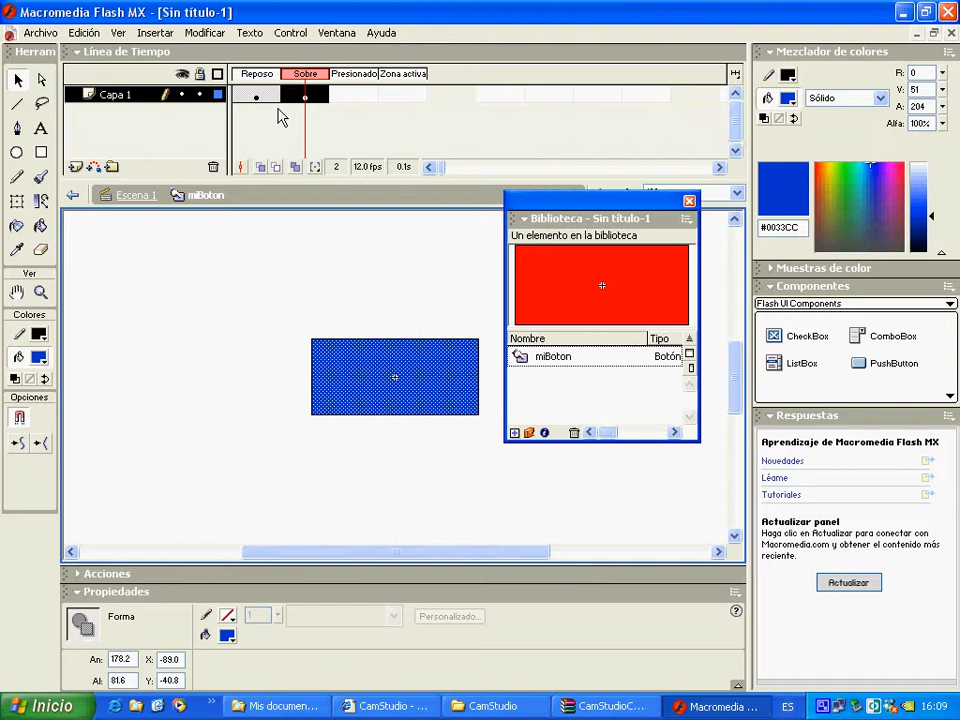 Macromedia Flash MX - [Sin título-1]
Archivo Edición Ver Insertar Modificar Texto Control Ventana Ayuda
Herram
Línea de Tiempo
Reposo Sobre Presionado Zona activa
Capa 1
2 12.0 fps 0.1s
Escena 1 miBoton
Ver
Colores
Opciones
Biblioteca - Sin título-1
Un elemento en la biblioteca
Nombre Tipo
miBoton Botón
Mezclador de colores
R: 0
Sólido V: 51
A: 204
Alfa: 100%
#0033CC
Muestras de color
Componentes
Flash UI Components
CheckBox ComboBox
ListBox PushButton
Respuestas
Aprendizaje de Macromedia Flash MX
Novedades
Léame
Tutoriales
Actualizar panel
Haga clic en Actualizar para conectar con
Macromedia.com y obtener el contenido más
reciente.
Actualizar
Acciones
Propiedades
Forma 1 Personalizado...
An: 178.2 X: -89.0
Al: 81.6 Y: -40.8
Inicio Mis documen... CamStudio - ... CamStudio CamStudioC... Macromedia ... ES 16:09